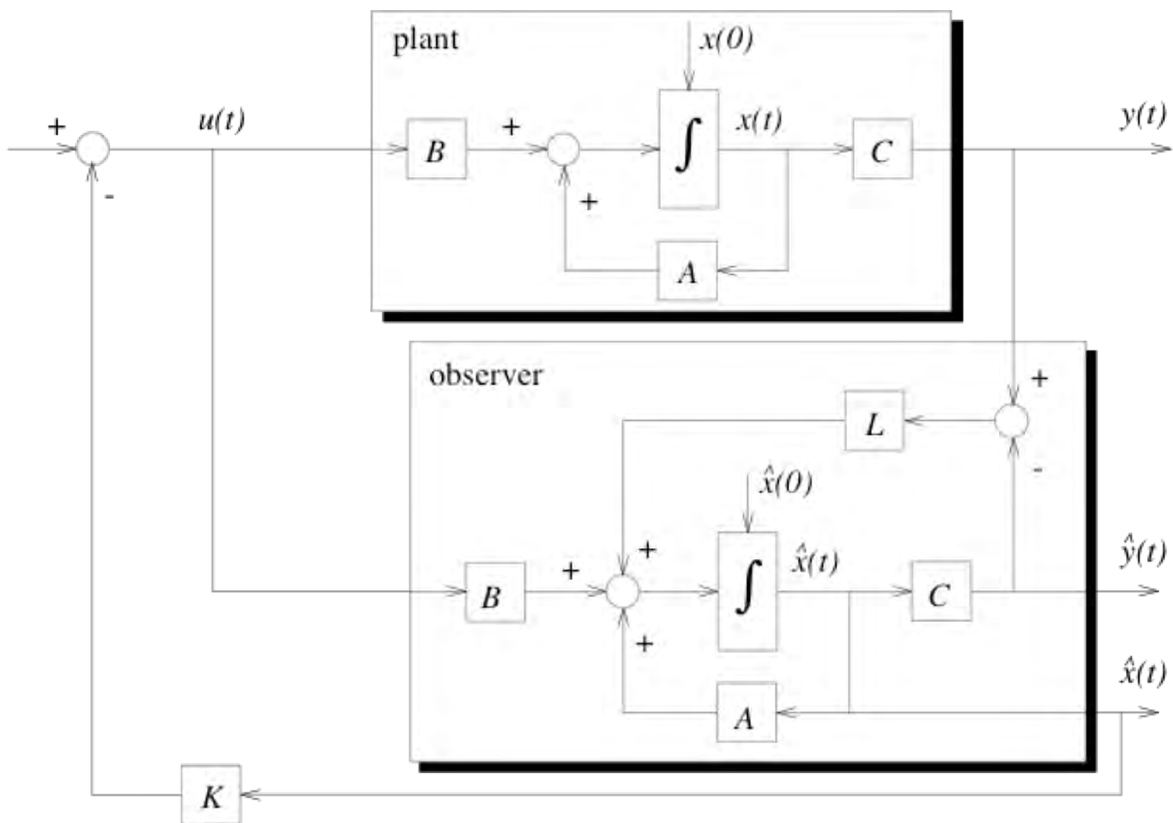 plant
x(0)
+ u(t) B + ∫ x(t) C y(t)
-
+
A
observer
+
L
-
x̂(0)
+
B + ∫ x̂(t) C ŷ(t)
+
A x̂(t)
K